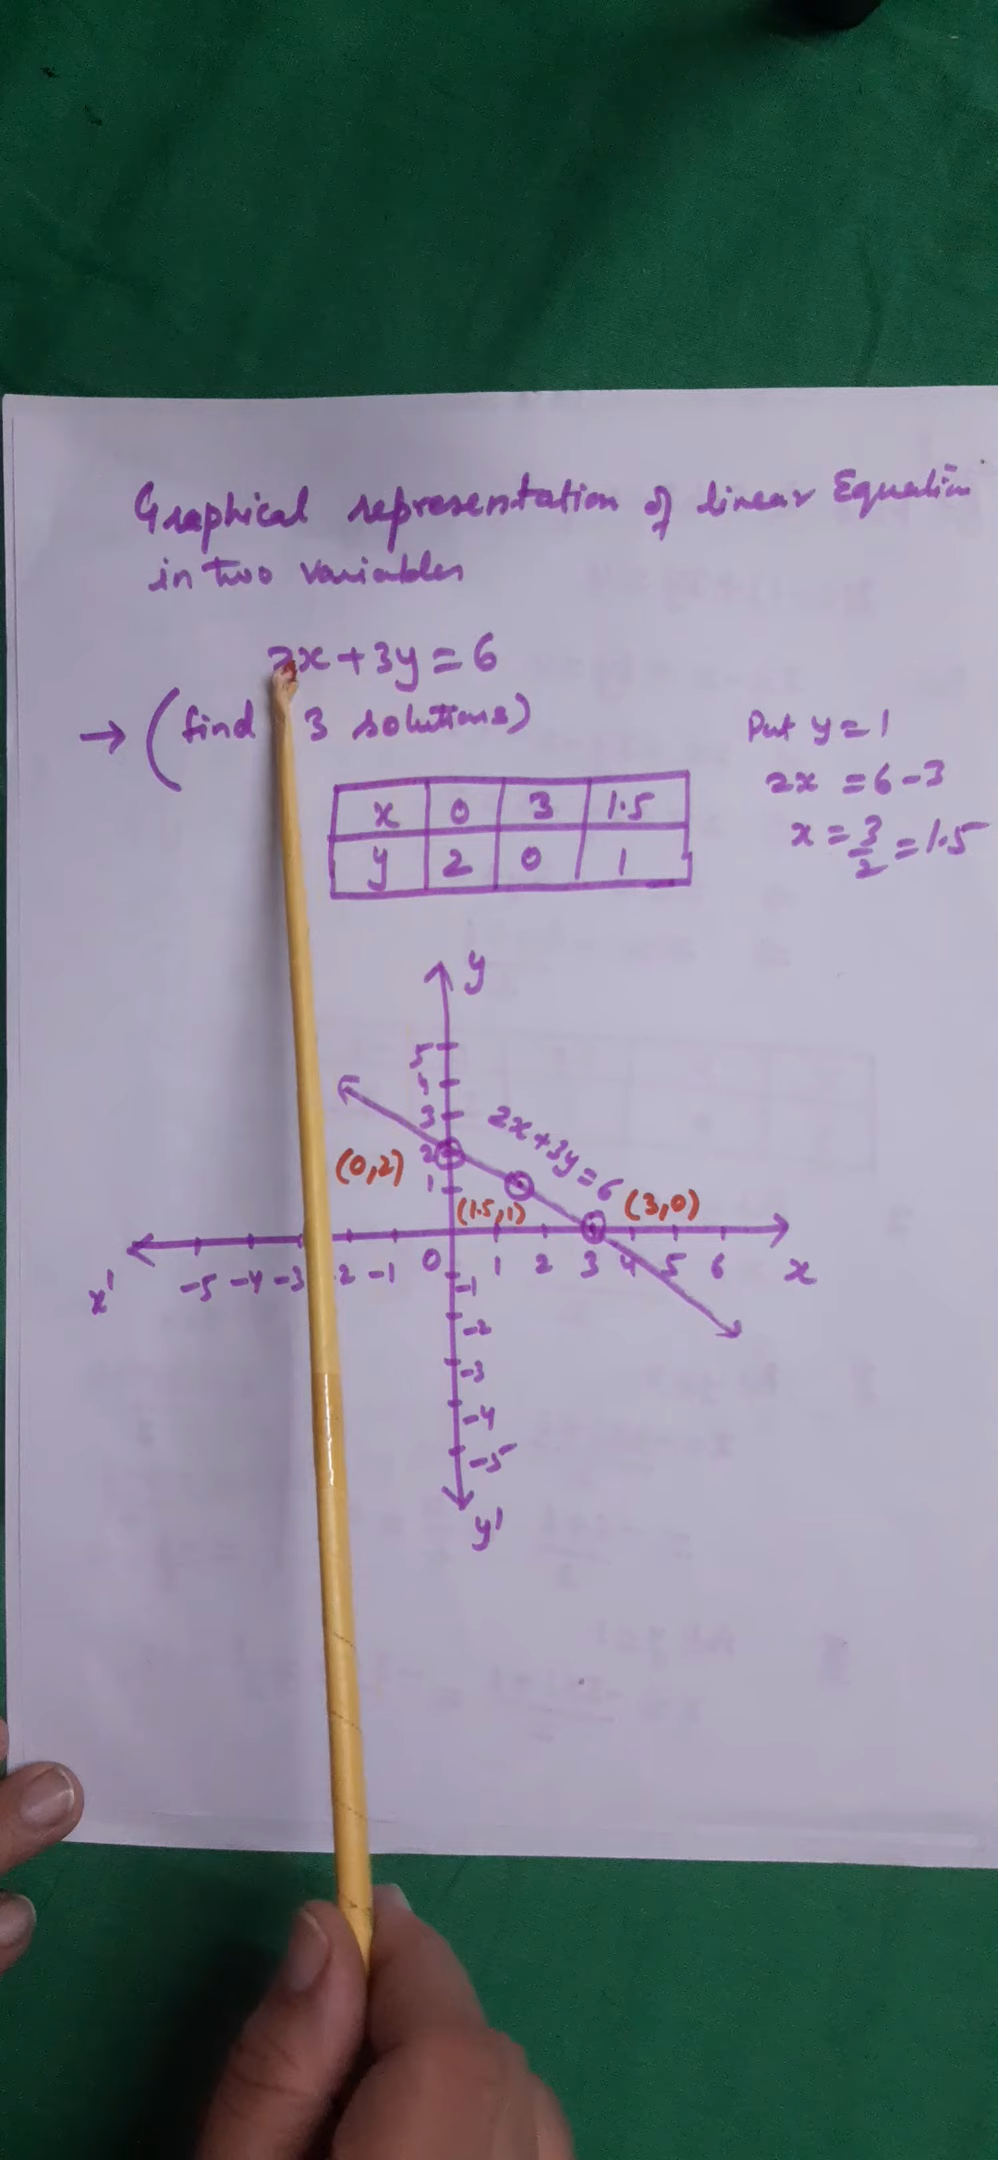 Graphical representation of linear Equation
in two variables
2x + 3y = 6
→ (find 3 solutions)
Put y = 1
2x = 6 - 3
x = 3/2 = 1.5
x 0 3 1.5
y 2 0 1
y
5
4
3
2
1
2x + 3y = 6
(0,2)
(1.5,1)
(3,0)
x' -5 -4 -3 2 -1 0 1 2 3 4 5 6 x
-1
-2
-3
-4
-5
y'